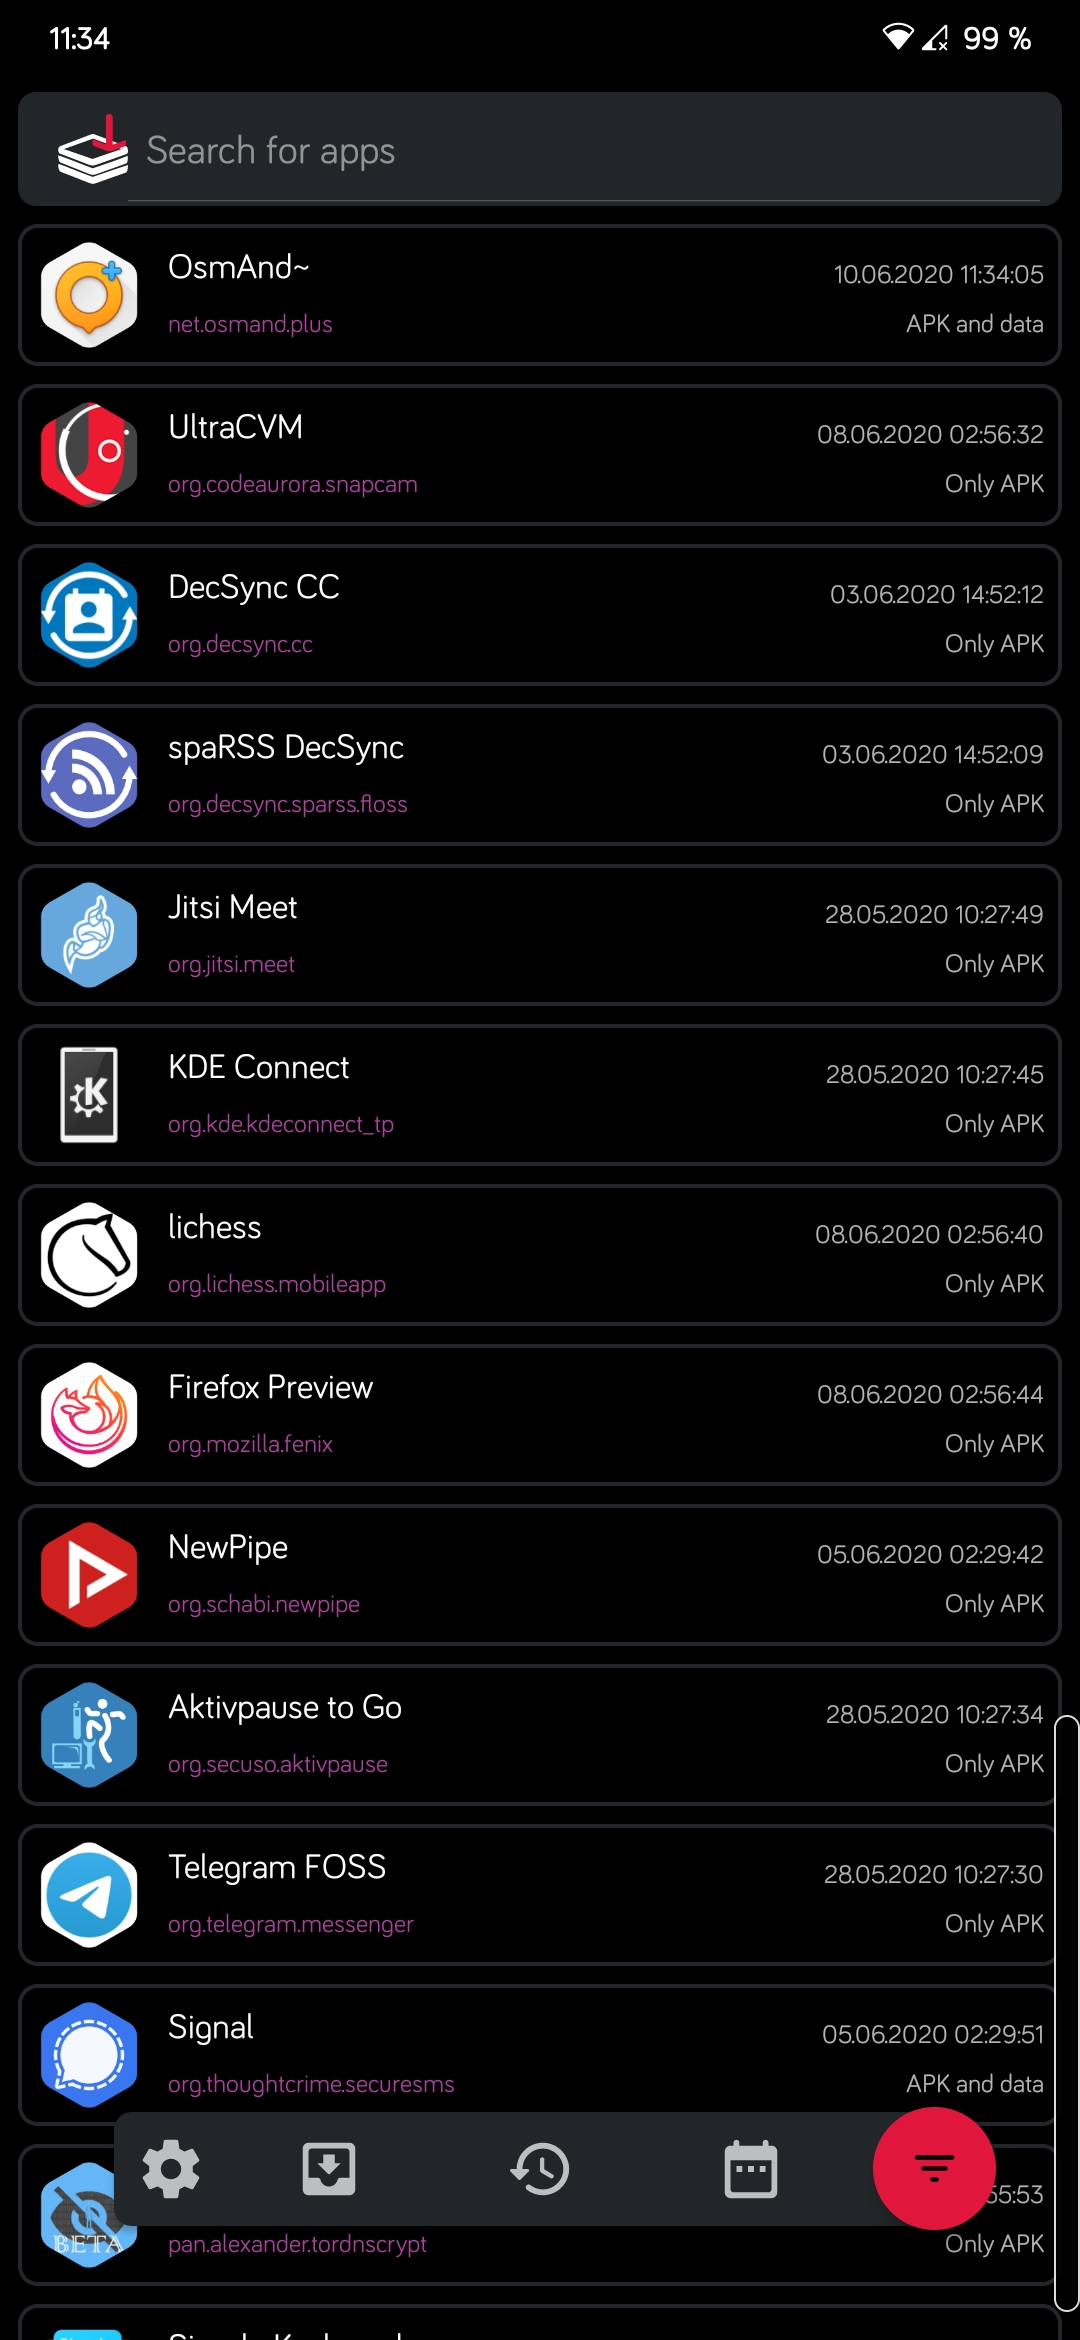 11:34
99 %
Search for apps
OsmAnd~
10.06.2020 11:34:05
net.osmand.plus
APK and data
UltraCVM
08.06.2020 02:56:32
org.codeaurora.snapcam
Only APK
DecSync CC
03.06.2020 14:52:12
org.decsync.cc
Only APK
spaRSS DecSync
03.06.2020 14:52:09
org.decsync.sparss.floss
Only APK
Jitsi Meet
28.05.2020 10:27:49
org.jitsi.meet
Only APK
KDE Connect
28.05.2020 10:27:45
org.kde.kdeconnect_tp
Only APK
lichess
08.06.2020 02:56:40
org.lichess.mobileapp
Only APK
Firefox Preview
08.06.2020 02:56:44
org.mozilla.fenix
Only APK
NewPipe
05.06.2020 02:29:42
org.schabi.newpipe
Only APK
Aktivpause to Go
28.05.2020 10:27:34
org.secuso.aktivpause
Only APK
Telegram FOSS
28.05.2020 10:27:30
org.telegram.messenger
Only APK
Signal
05.06.2020 02:29:51
org.thoughtcrime.securesms
APK and data
55:53
BETA
pan.alexander.tordnscrypt
Only APK